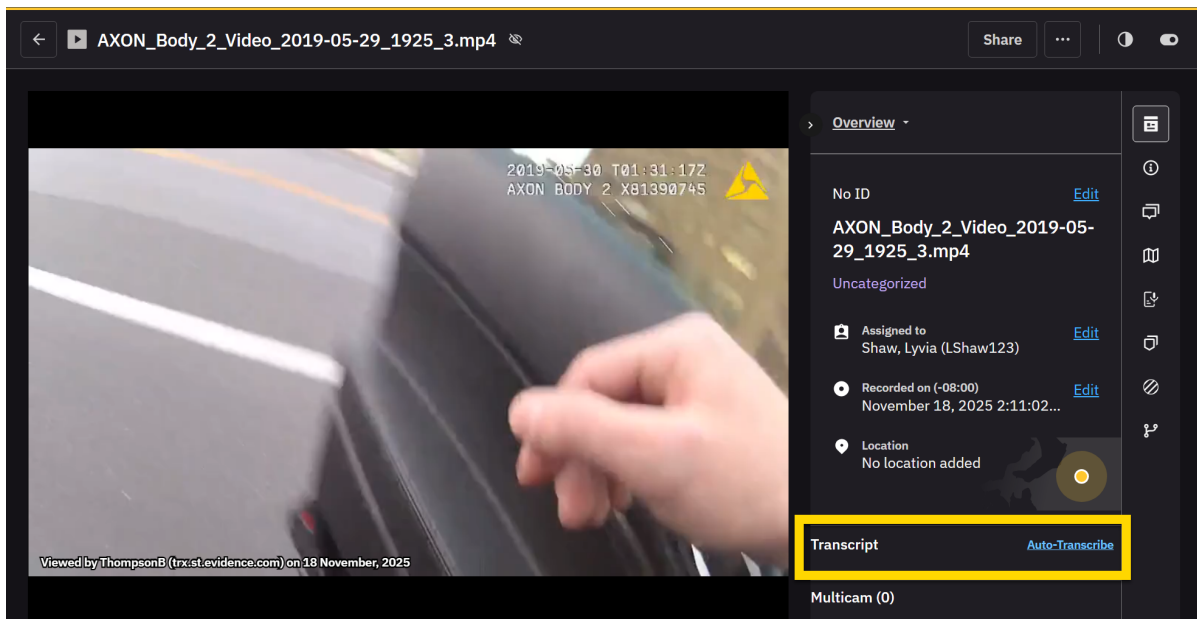 AXON_Body_2_Video_2019-05-29_1925_3.mp4
Share
2019-05-30 T01:31:17Z
AXON BODY 2 X81390745
Viewed by ThompsonB (trx.st.evidence.com) on 18 November, 2025
Overview
No ID
Edit
AXON_Body_2_Video_2019-05-
29_1925_3.mp4
Uncategorized
Assigned to
Edit
Shaw, Lyvia (LShaw123)
Recorded on (-08:00)
Edit
November 18, 2025 2:11:02...
Location
No location added
Transcript
Auto-Transcribe
Multicam (0)